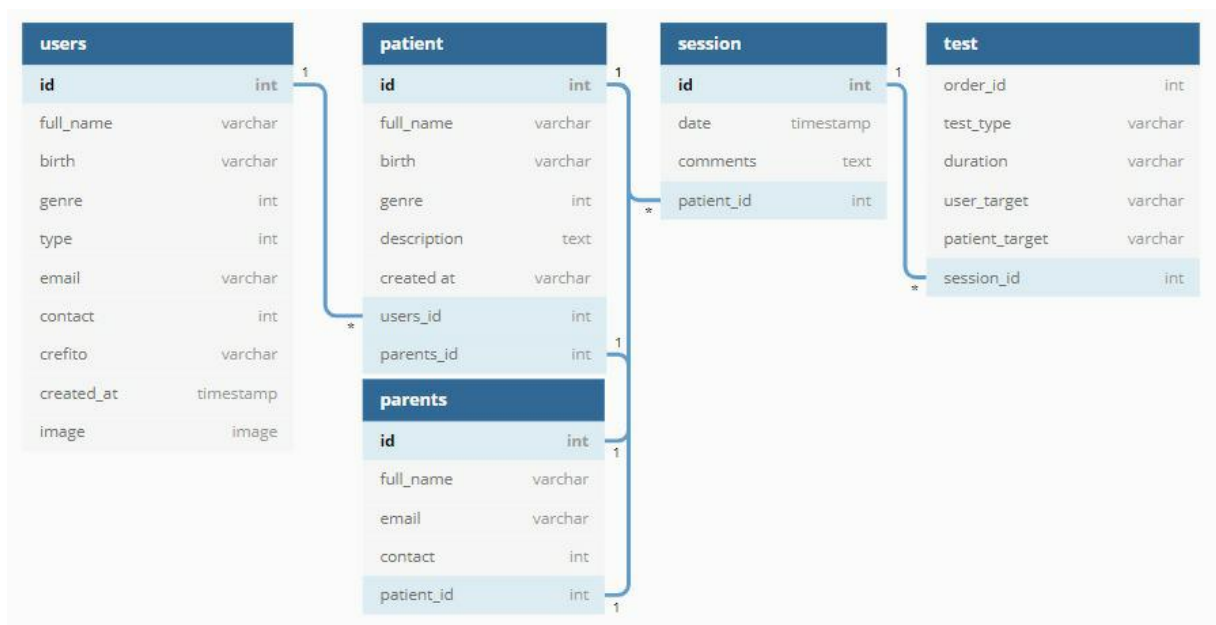 users
id int
full_name varchar
birth varchar
genre int
type int
email varchar
contact int
crefito varchar
created_at timestamp
image image
1
*
patient
id int
full_name varchar
birth varchar
genre int
description text
created at varchar
users_id int
parents_id int
1
1
parents
id int
full_name varchar
email varchar
contact int
patient_id int
1
1
*
session
id int
date timestamp
comments text
patient_id int
1
*
test
order_id int
test_type varchar
duration varchar
user_target varchar
patient_target varchar
session_id int